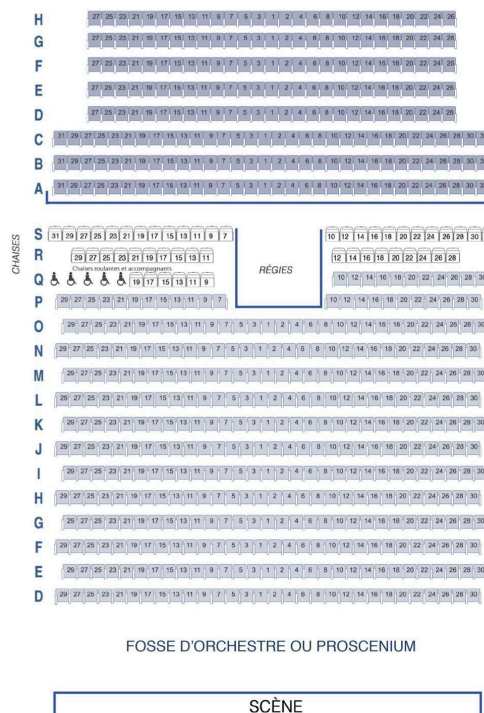 H 27 25 23 21 19 17 15 13 11 9 7 5 3 1 2 4 6 8 10 12 14 16 18 20 22 24 26
G 27 25 23 21 19 17 15 13 11 9 7 5 3 1 2 4 6 8 10 12 14 16 18 20 22 24 26
F 27 25 23 21 19 17 15 13 11 9 7 5 3 1 2 4 6 8 10 12 14 16 18 20 22 24 26
E 27 25 23 21 19 17 15 13 11 9 7 5 3 1 2 4 6 8 10 12 14 16 18 20 22 24 26
D 27 25 23 21 19 17 15 13 11 9 7 5 3 1 2 4 6 8 10 12 14 16 18 20 22 24 26
C 31 29 27 25 23 21 19 17 15 13 11 9 7 5 3 1 2 4 6 8 10 12 14 16 18 20 22 24 26 28 30
B 31 29 27 25 23 21 19 17 15 13 11 9 7 5 3 1 2 4 6 8 10 12 14 16 18 20 22 24 26 28 30
A 31 29 27 25 23 21 19 17 15 13 11 9 7 5 3 1 2 4 6 8 10 12 14 16 18 20 22 24 26 28 30
CHAISES
S 31 29 27 25 23 21 19 17 15 13 11 9 7 10 12 14 16 18 20 22 24 26 28 30
R 29 27 25 23 21 19 17 15 13 11 12 14 16 18 20 22 24 26 28
Chaises roulantes et accompagnants
RÉGIES
Q 19 17 15 13 11 9 10 12 14 16 18 20 22 24 26 28 30
P 29 27 25 23 21 19 17 15 13 11 9 7 10 12 14 16 18 20 22 24 26 28 30
O 29 27 25 23 21 19 17 15 13 11 9 7 5 3 1 2 4 6 8 10 12 14 16 18 20 22 24 26 28 30
N 29 27 25 23 21 19 17 15 13 11 9 7 5 3 1 2 4 6 8 10 12 14 16 18 20 22 24 26 28 30
M 29 27 25 23 21 19 17 15 13 11 9 7 5 3 1 2 4 6 8 10 12 14 16 18 20 22 24 26 28 30
L 29 27 25 23 21 19 17 15 13 11 9 7 5 3 1 2 4 6 8 10 12 14 16 18 20 22 24 26 28 30
K 29 27 25 23 21 19 17 15 13 11 9 7 5 3 1 2 4 6 8 10 12 14 16 18 20 22 24 26 28 30
J 29 27 25 23 21 19 17 15 13 11 9 7 5 3 1 2 4 6 8 10 12 14 16 18 20 22 24 26 28 30
I 29 27 25 23 21 19 17 15 13 11 9 7 5 3 1 2 4 6 8 10 12 14 16 18 20 22 24 26 28 30
H 29 27 25 23 21 19 17 15 13 11 9 7 5 3 1 2 4 6 8 10 12 14 16 18 20 22 24 26 28 30
G 29 27 25 23 21 19 17 15 13 11 9 7 5 3 1 2 4 6 8 10 12 14 16 18 20 22 24 26 28 30
F 29 27 25 23 21 19 17 15 13 11 9 7 5 3 1 2 4 6 8 10 12 14 16 18 20 22 24 26 28 30
E 29 27 25 23 21 19 17 15 13 11 9 7 5 3 1 2 4 6 8 10 12 14 16 18 20 22 24 26 28 30
D 29 27 25 23 21 19 17 15 13 11 9 7 5 3 1 2 4 6 8 10 12 14 16 18 20 22 24 26 28 30
FOSSE D'ORCHESTRE OU PROSCENIUM
SCÈNE